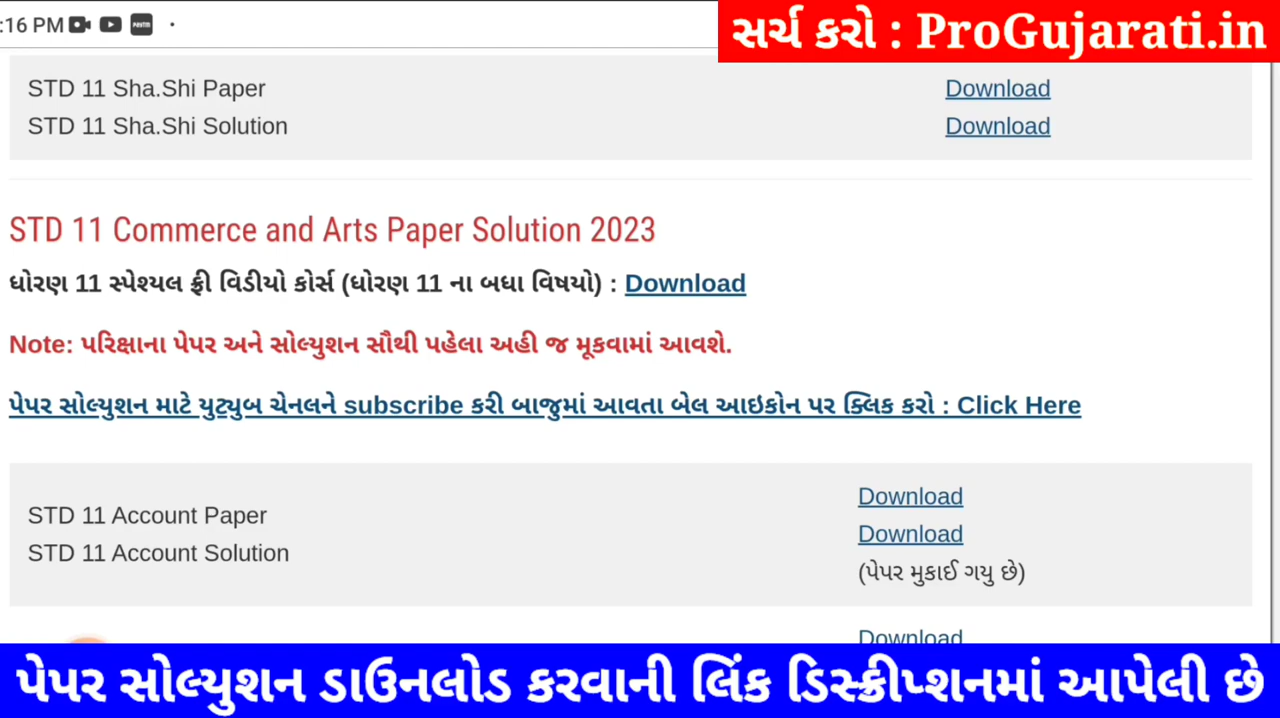 :16 PM
સર્ચ કરો : ProGujarati.in
STD 11 Sha.Shi Paper Download
STD 11 Sha.Shi Solution Download
STD 11 Commerce and Arts Paper Solution 2023
ધોરણ 11 સ્પેશ્યલ ફ્રી વિડીયો કોર્સ (ધોરણ 11 ના બધા વિષયો) : Download
Note: પરિક્ષાના પેપર અને સોલ્યુશન સૌથી પહેલા અહી જ મૂકવામાં આવશે.
પેપર સોલ્યુશન માટે યુટ્યુબ ચેનલને subscribe કરી બાજુમાં આવતા બેલ આઇકોન પર ક્લિક કરો : Click Here
STD 11 Account Paper Download
STD 11 Account Solution Download
(પેપર મુકાઈ ગયુ છે)
Download
પેપર સોલ્યુશન ડાઉનલોડ કરવાની લિંક ડિસ્ક્રીપ્શનમાં આપેલી છે